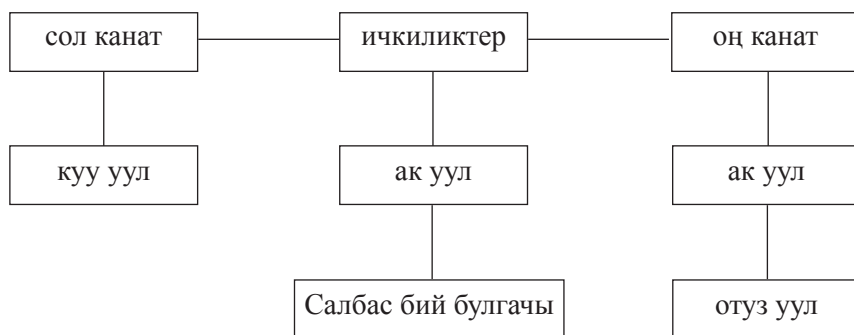 сол канат
ичкиликтер
оң канат
куу уул
ак уул
ак уул
Салбас бий булгачы
отуз уул